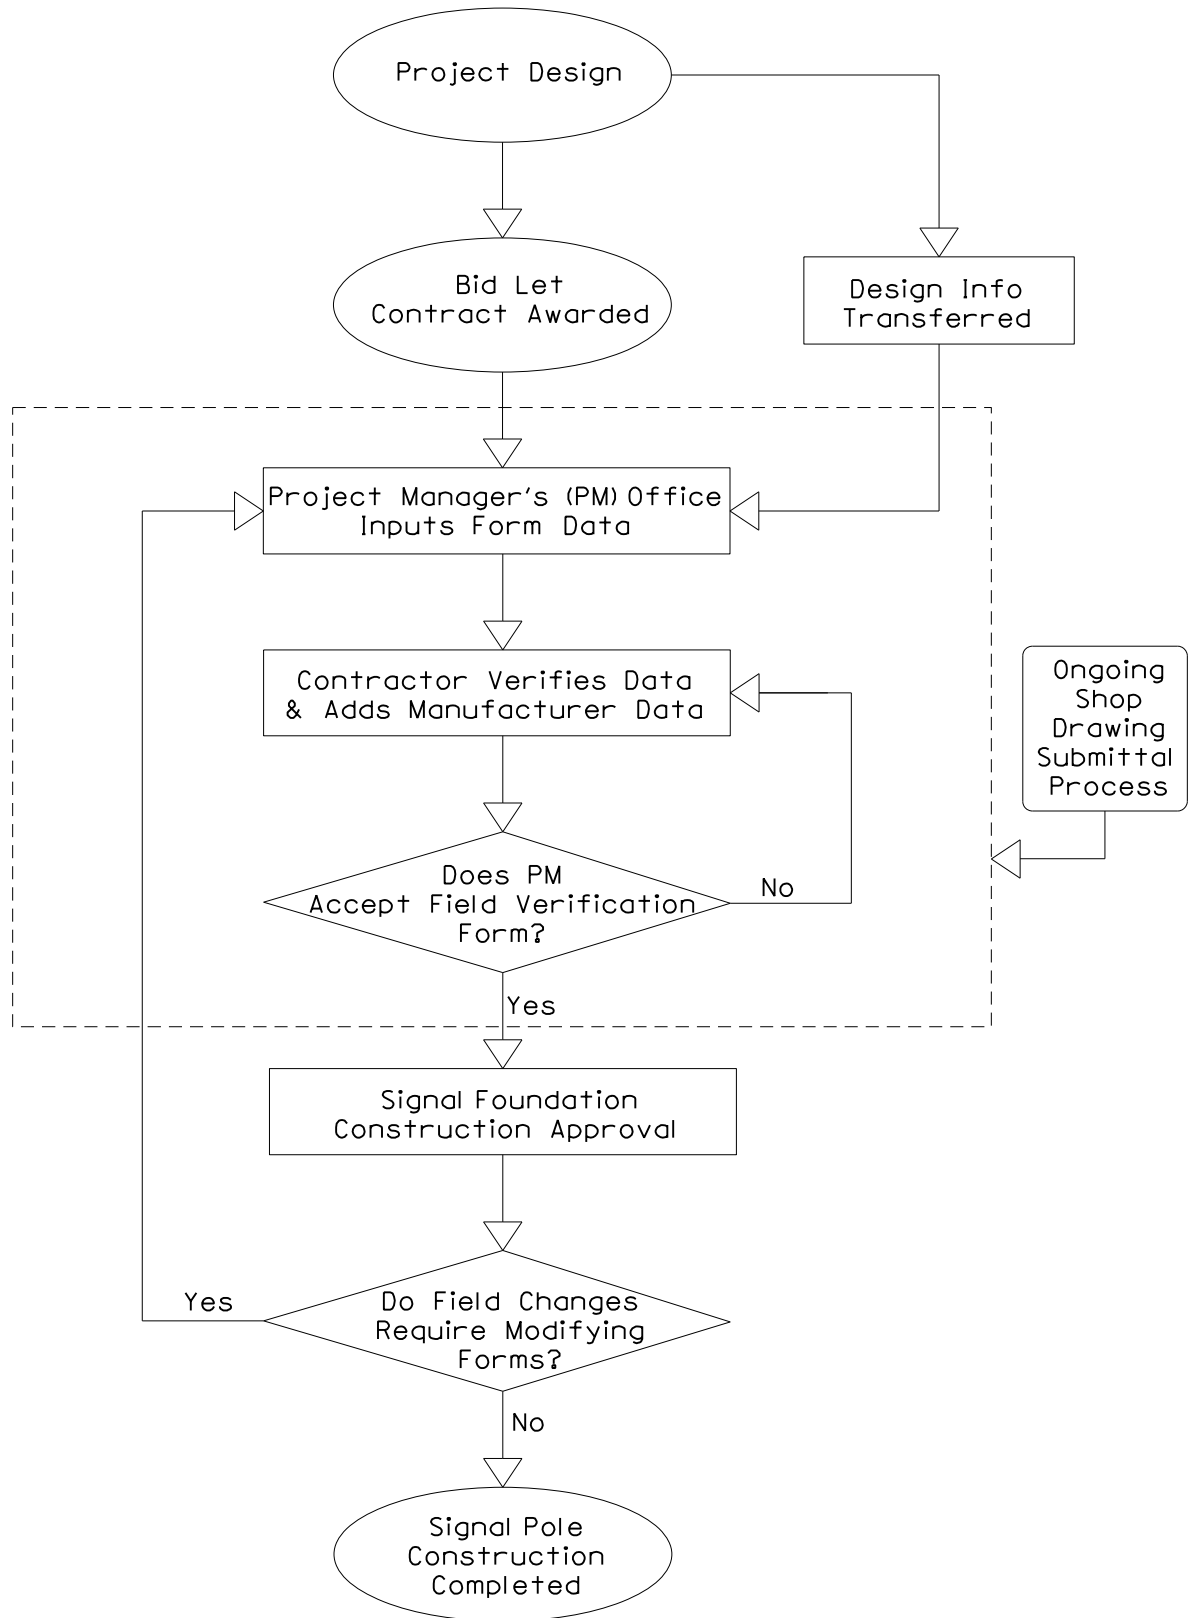 Project Design
Bid Let
Contract Awarded
Design Info
Transferred
Project Manager's (PM) Office
Inputs Form Data
Contractor Verifies Data
& Adds Manufacturer Data
Ongoing
Shop
Drawing
Submittal
Process
Does PM
Accept Field Verification
Form?
No
Yes
Signal Foundation
Construction Approval
Do Field Changes
Require Modifying
Forms?
Yes
No
Signal Pole
Construction
Completed